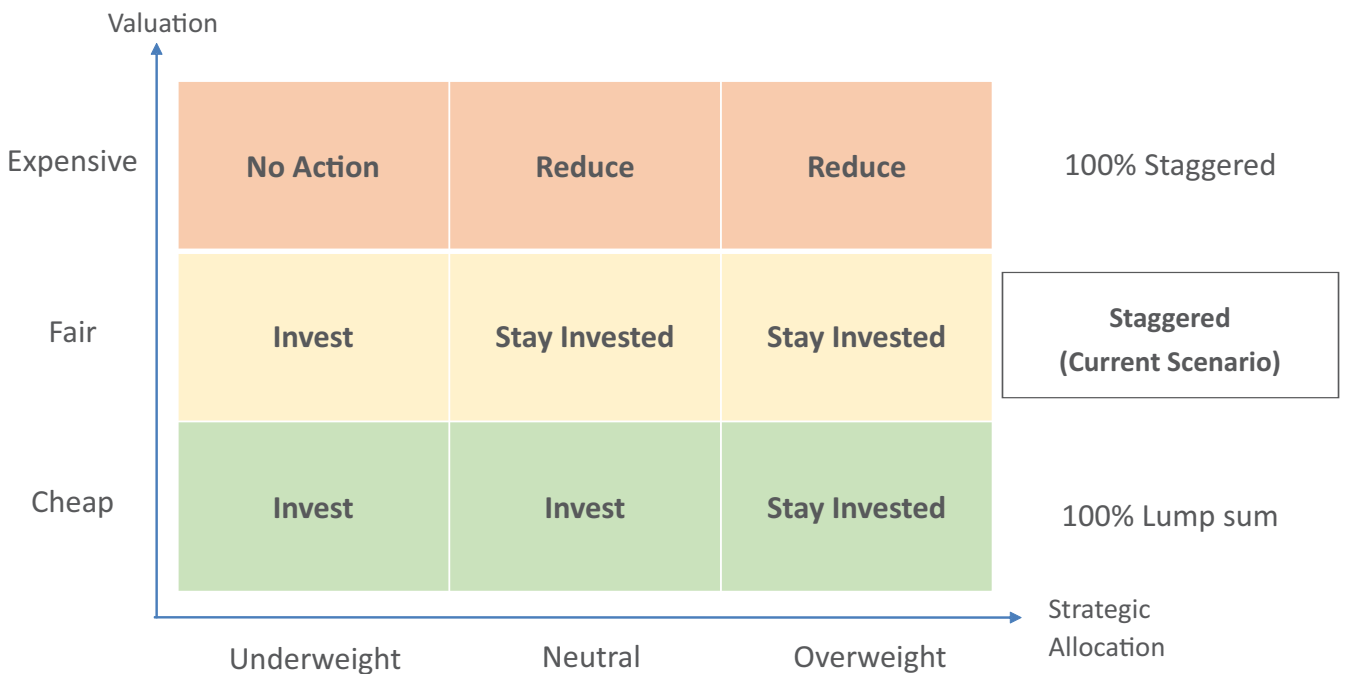 Valuation
Expensive
No Action
Reduce
Reduce
100% Staggered
Fair
Invest
Stay Invested
Stay Invested
Staggered
(Current Scenario)
Cheap
Invest
Invest
Stay Invested
100% Lump sum
Strategic
Allocation
Underweight
Neutral
Overweight